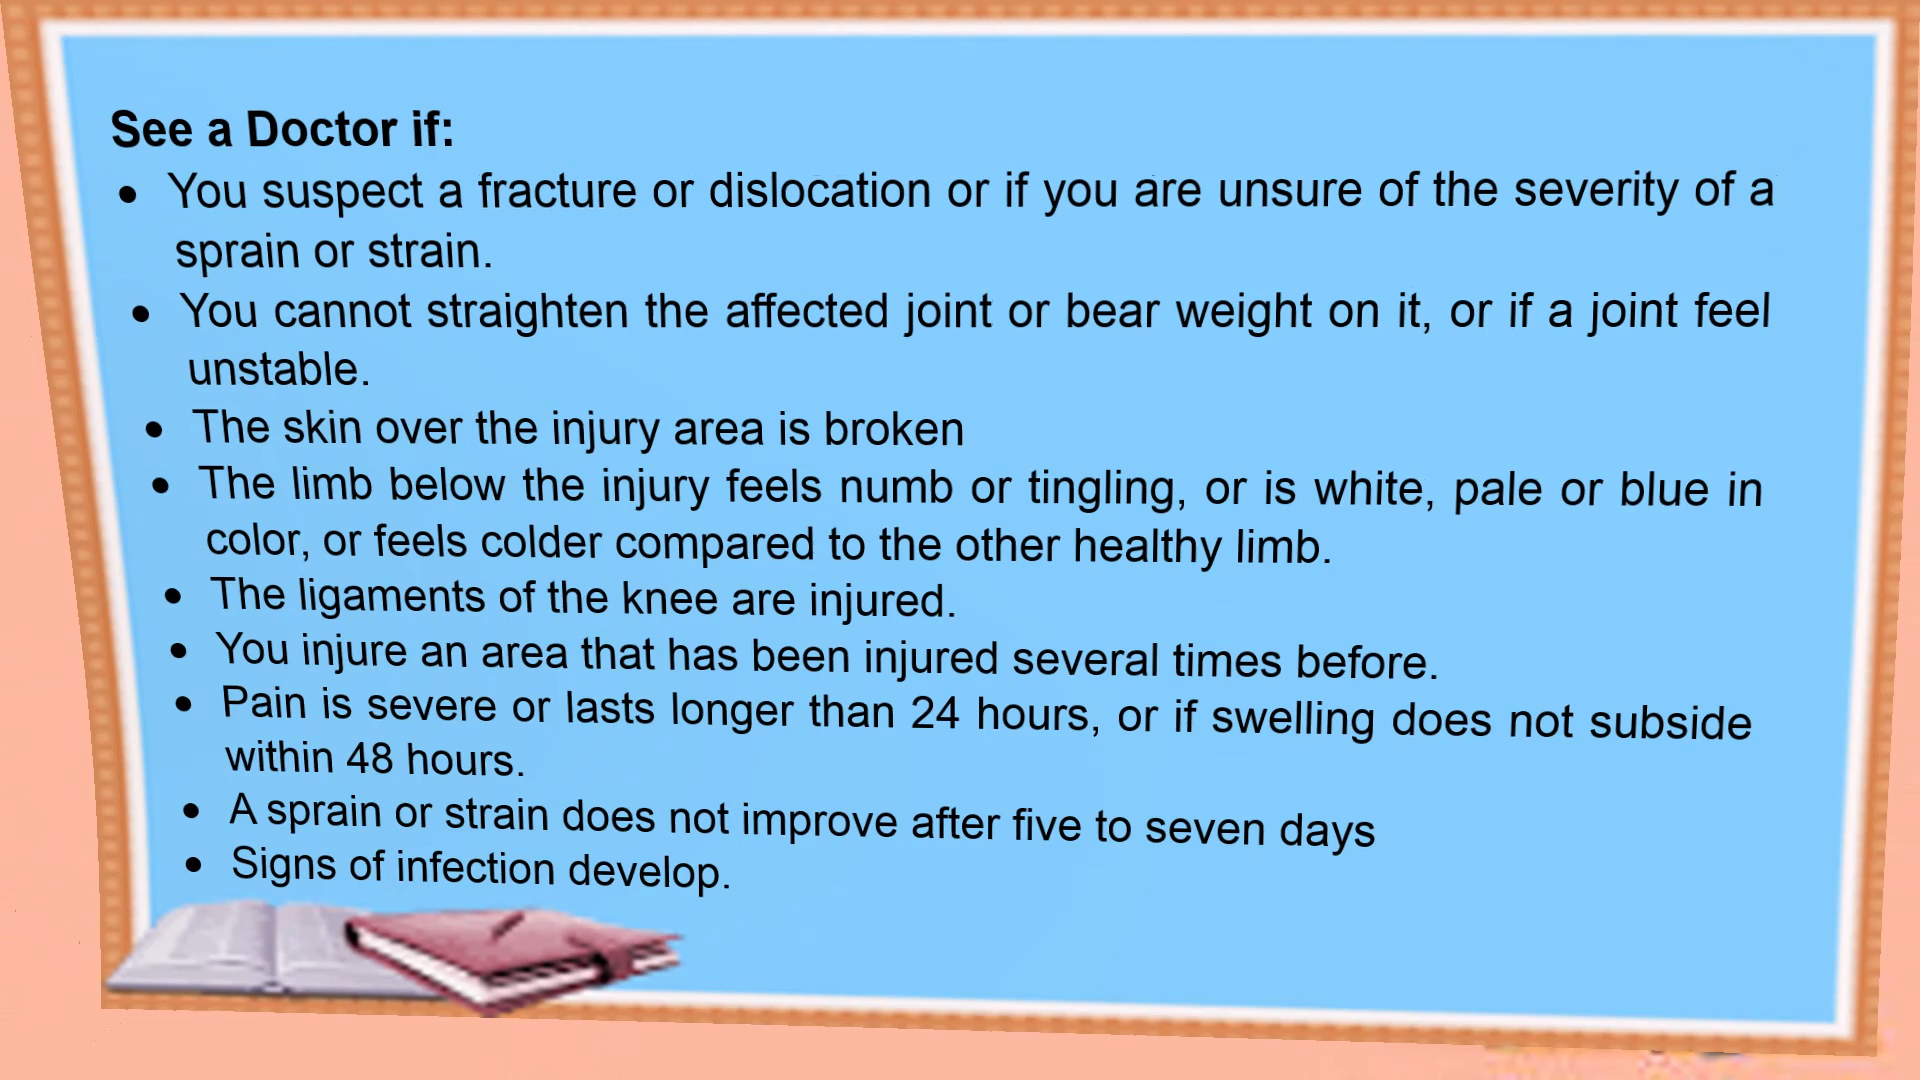 See a Doctor if:
• You suspect a fracture or dislocation or if you are unsure of the severity of a
sprain or strain.
• You cannot straighten the affected joint or bear weight on it, or if a joint feel
unstable.
• The skin over the injury area is broken
• The limb below the injury feels numb or tingling, or is white, pale or blue in
color, or feels colder compared to the other healthy limb.
• The ligaments of the knee are injured.
• You injure an area that has been injured several times before.
• Pain is severe or lasts longer than 24 hours, or if swelling does not subside
within 48 hours.
• A sprain or strain does not improve after five to seven days
• Signs of infection develop.